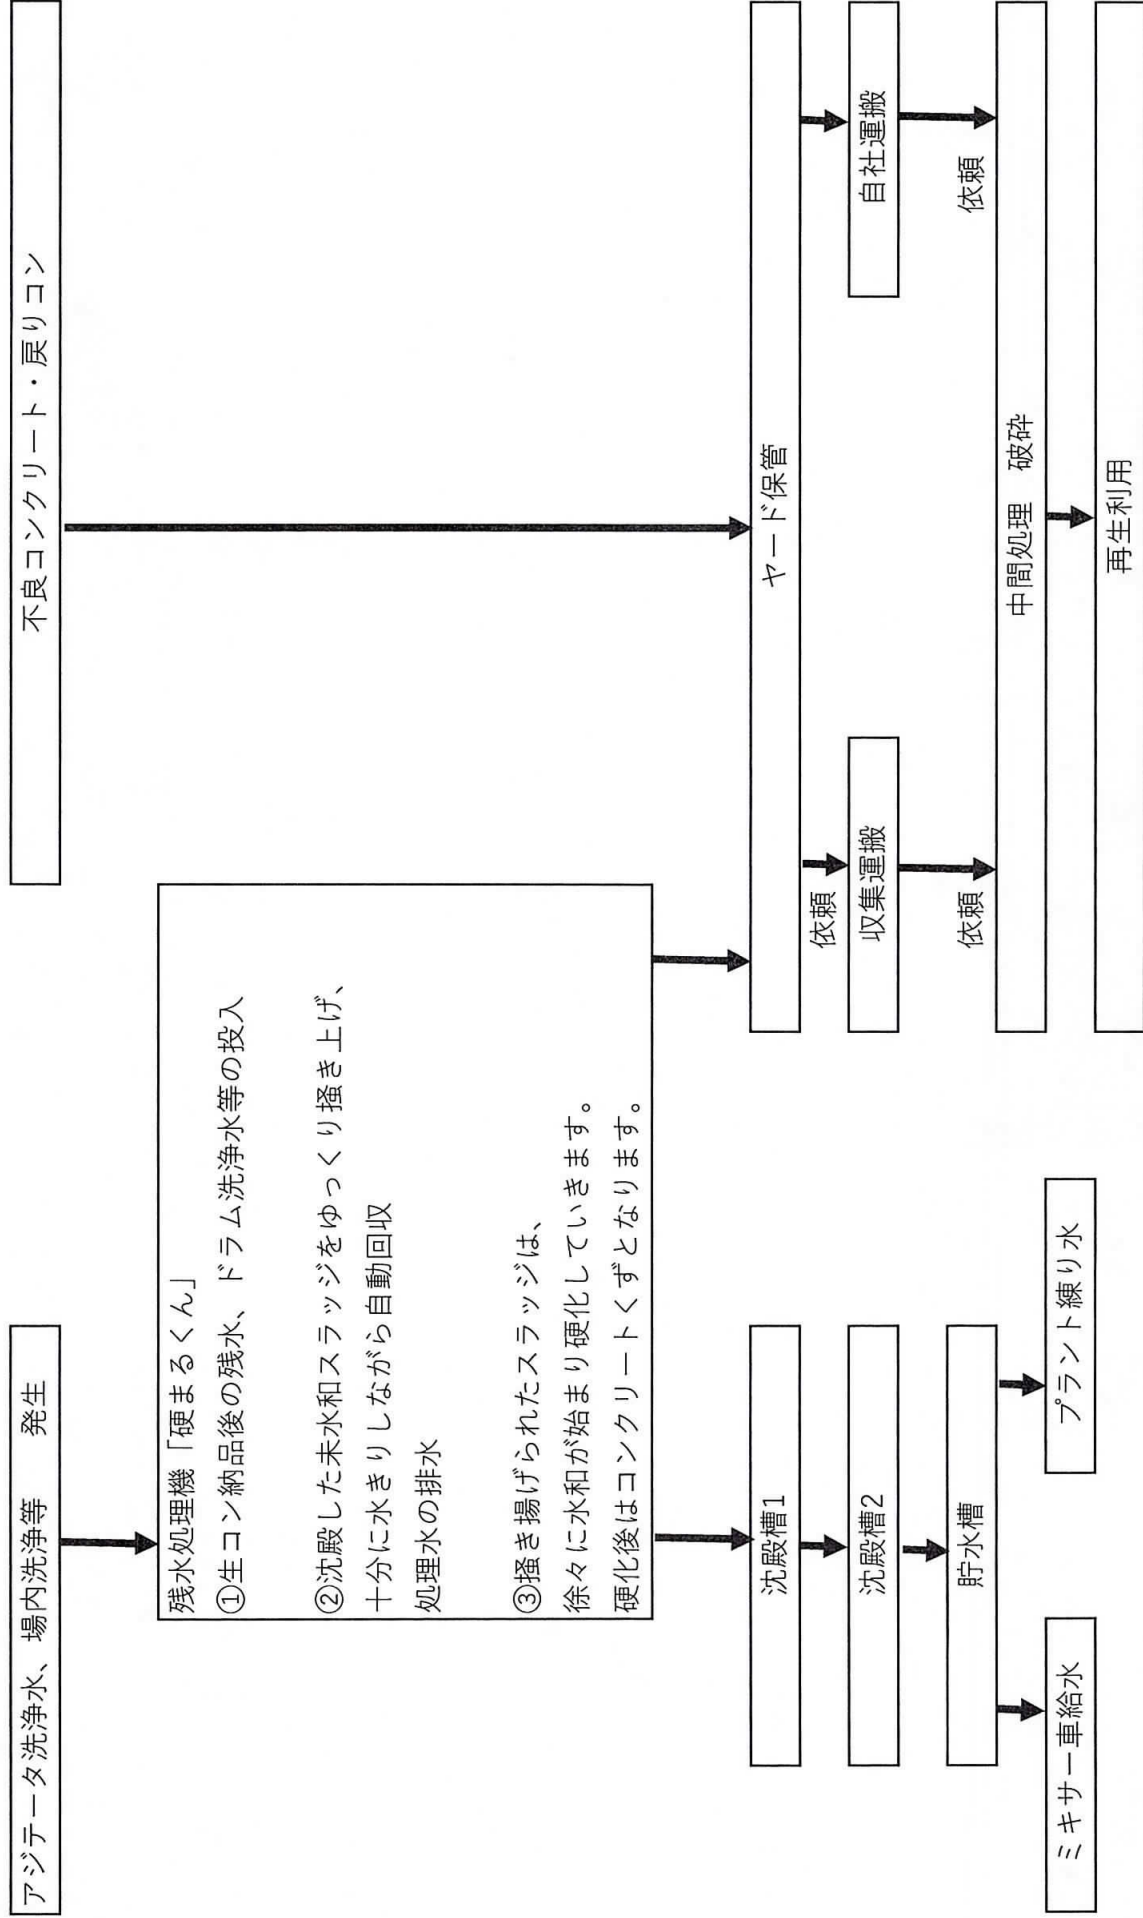 アジテータ洗浄水、場内洗浄等　発生
不良コンクリート・戻りコン
残水処理機「硬まるくん」
①生コン納品後の残水、ドラム洗浄水等の投入
②沈殿した未水和スラッジをゆっくり掻き上げ、
十分に水きりしながら自動回収
処理水の排水
③掻き揚げられたスラッジは、
徐々に水和が始まり硬化していきます。
硬化後はコンクリートくずとなります。
沈殿槽1
沈殿槽2
貯水槽
ミキサー車給水
プラント練り水
ヤード保管
依頼
収集運搬
自社運搬
依頼
依頼
中間処理　破砕
再生利用